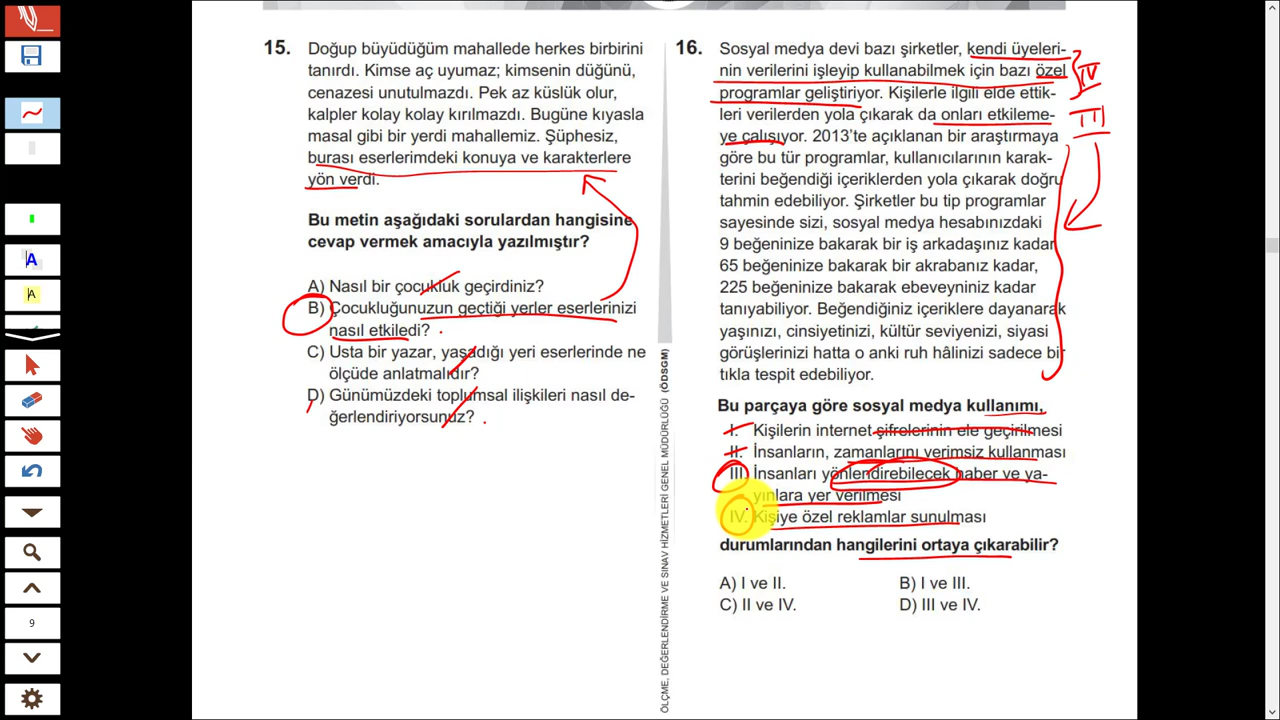 15. Doğup büyüdüğüm mahallede herkes birbirini
tanırdı. Kimse aç uyumaz; kimsenin düğünü,
cenazesi unutulmazdı. Pek az küslük olur,
kalpler kolay kolay kırılmazdı. Bugüne kıyasla
masal gibi bir yerdi mahallemiz. Şüphesiz,
burası eserlerimdeki konuya ve karakterlere
yön verdi.
Bu metin aşağıdaki sorulardan hangisine
cevap vermek amacıyla yazılmıştır?
A) Nasıl bir çocukluk geçirdiniz?
B) Çocukluğunuzun geçtiği yerler eserlerinizi
nasıl etkiledi?
C) Usta bir yazar, yaşadığı yeri eserlerinde ne
ölçüde anlatmalıdır?
D) Günümüzdeki toplumsal ilişkileri nasıl de-
ğerlendiriyorsunuz?
ÖLÇME, DEĞERLENDİRME VE SINAV HİZMETLERİ GENEL MÜDÜRLÜĞÜ (ÖDSGM)
16. Sosyal medya devi bazı şirketler, kendi üyeleri-
nin verilerini işleyip kullanabilmek için bazı özel
programlar geliştiriyor. Kişilerle ilgili elde ettik-
leri verilerden yola çıkarak da onları etkileme-
ye çalışıyor. 2013'te açıklanan bir araştırmaya
göre bu tür programlar, kullanıcılarının karak-
terini beğendiği içeriklerden yola çıkarak doğru
tahmin edebiliyor. Şirketler bu tip programlar
sayesinde sizi, sosyal medya hesabınızdaki
9 beğeninize bakarak bir iş arkadaşınız kadar,
65 beğeninize bakarak bir akrabanız kadar,
225 beğeninize bakarak ebeveyniniz kadar
tanıyabiliyor. Beğendiğiniz içeriklere dayanarak
yaşınızı, cinsiyetinizi, kültür seviyenizi, siyasi
görüşlerinizi hatta o anki ruh hâlinizi sadece bir
tıkla tespit edebiliyor.
IV
III
Bu parçaya göre sosyal medya kullanımı,
I. Kişilerin internet şifrelerinin ele geçirilmesi
II. İnsanların, zamanlarını verimsiz kullanması
III. İnsanları yönlendirebilecek haber ve ya-
yınlara yer verilmesi
IV. Kişiye özel reklamlar sunulması
durumlarından hangilerini ortaya çıkarabilir?
A) I ve II. B) I ve III.
C) II ve IV. D) III ve IV.
A
A
9